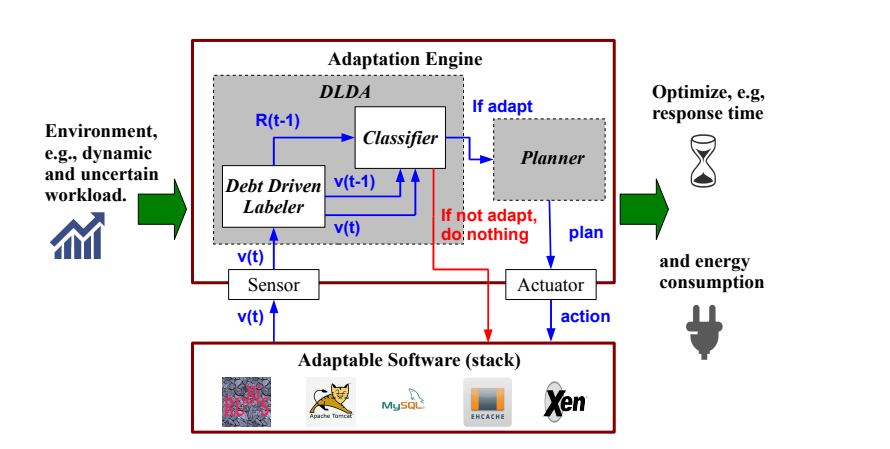 Adaptation Engine
DLDA
Environment,
e.g., dynamic
and uncertain
workload.
R(t-1)
Classifier
If adapt
Planner
Debt Driven
Labeler
v(t-1)
v(t)
If not adapt,
do nothing
plan
v(t)
Sensor
Actuator
v(t)
action
Optimize, e.g,
response time
and energy
consumption
Adaptable Software (stack)
RUBiS
Apache Tomcat
MySQL
EHCACHE
Xen